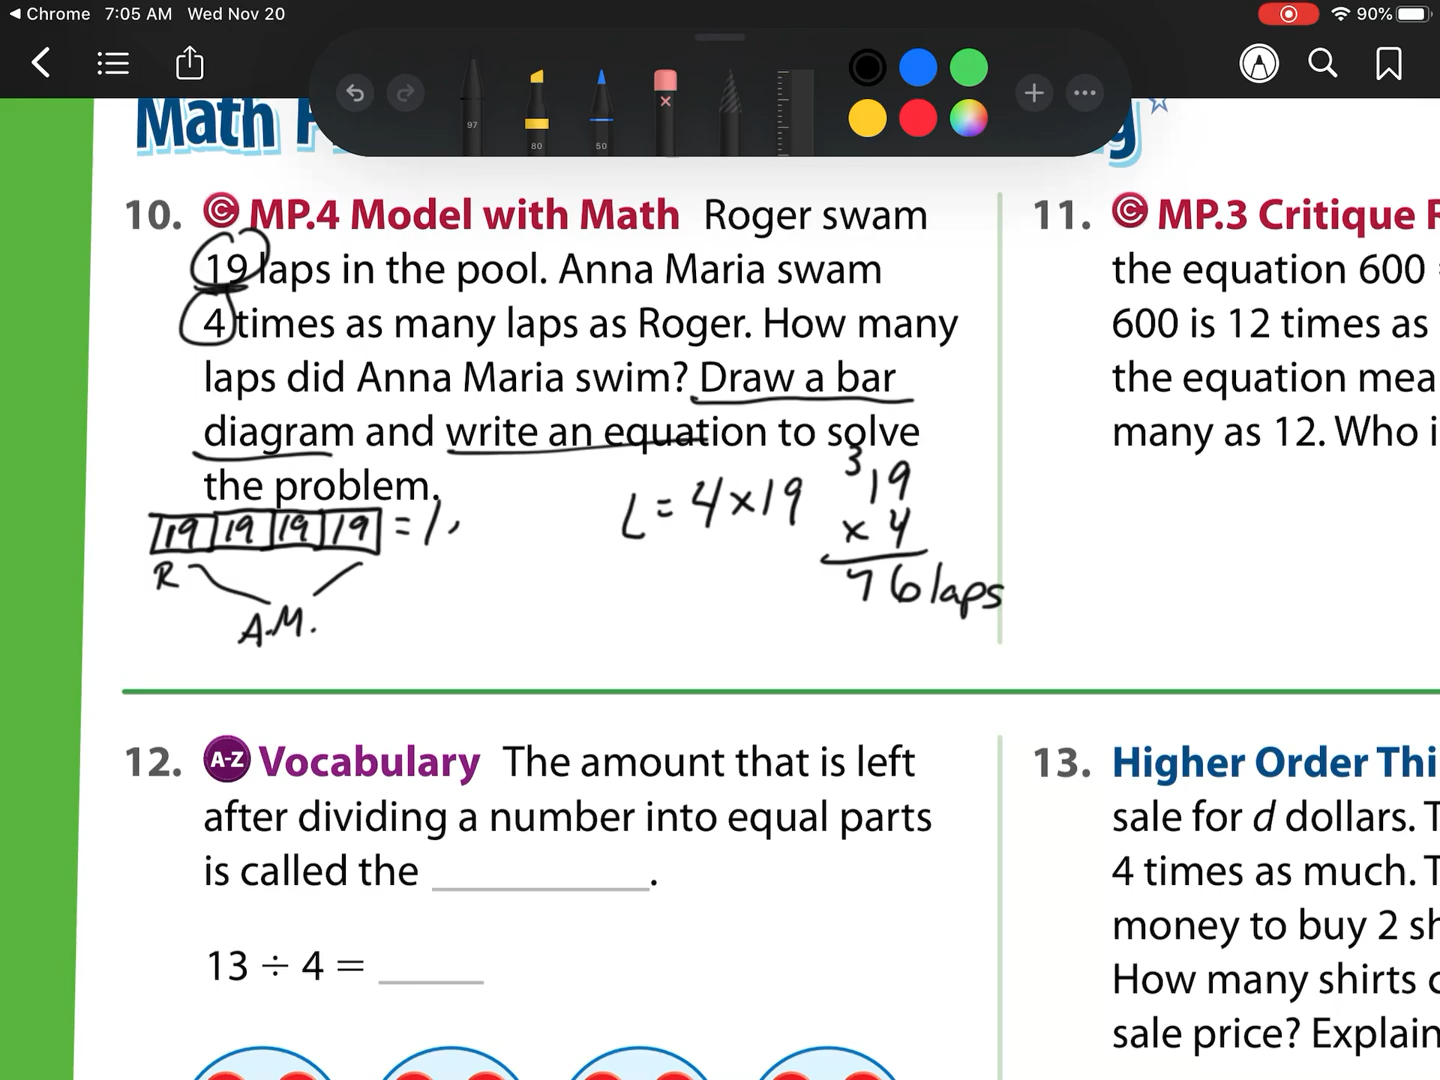 Chrome 7:05 AM Wed Nov 20 90%
97 80 50
Math
10. © MP.4 Model with Math Roger swam
19 laps in the pool. Anna Maria swam
4 times as many laps as Roger. How many
laps did Anna Maria swim? Draw a bar
diagram and write an equation to solve
the problem.
19 19 19 19 =
R
A.M.
L = 4 × 19
3
19
× 4
76 laps
11. © MP.3 Critique
the equation 600
600 is 12 times as
the equation
many as 12. Who
12. A-Z Vocabulary The amount that is left
after dividing a number into equal parts
is called the ________.
13 ÷ 4 = ____
13. Higher Order
sale for d dollars.
4 times as much.
money to buy 2
How many shirts
sale price? Explain